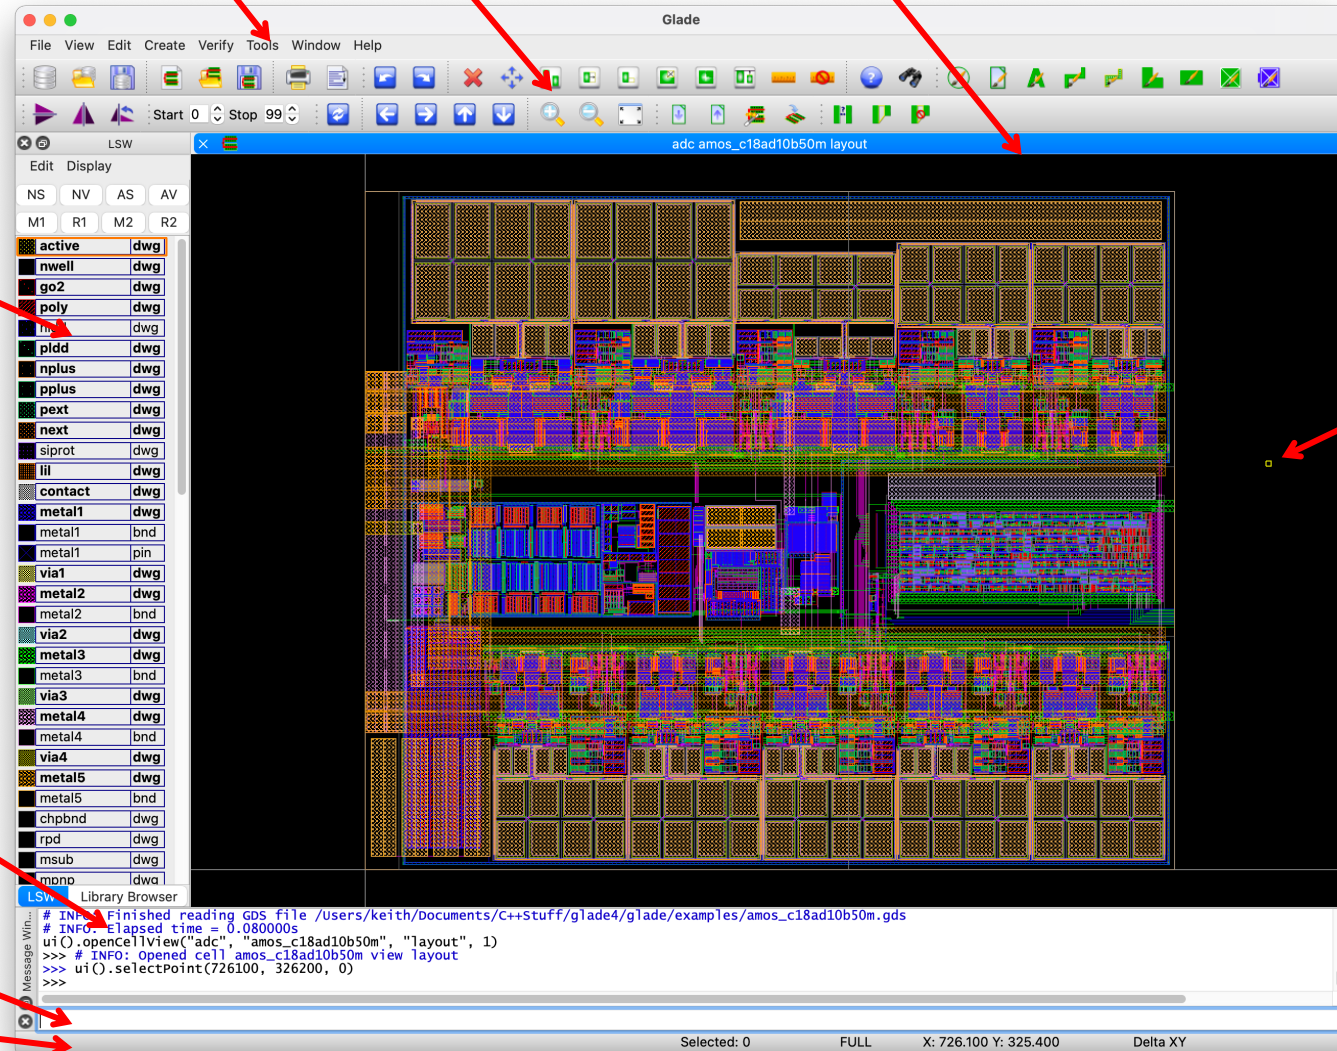 Glade
File View Edit Create Verify Tools Window Help
Start 0 Stop 99
LSW
adc amos_c18ad10b50m layout
Edit Display
NS NV AS AV
M1 R1 M2 R2
active dwg
nwell dwg
go2 dwg
poly dwg
dwg
pldd dwg
nplus dwg
pplus dwg
pext dwg
next dwg
siprot dwg
lil dwg
contact dwg
metal1 dwg
metal1 bnd
metal1 pin
via1 dwg
metal2 dwg
metal2 bnd
via2 dwg
metal3 dwg
metal3 bnd
via3 dwg
metal4 dwg
metal4 bnd
via4 dwg
metal5 dwg
metal5 bnd
chpbnd dwg
rpd dwg
msub dwg
mpnp dwg
LSW Library Browser
Message Win...
# INFO: Finished reading GDS file /Users/keith/Documents/C++Stuff/glade4/glade/examples/amos_c18ad10b50m.gds
# INFO: Elapsed time = 0.080000s
ui().openCellView("adc", "amos_c18ad10b50m", "layout", 1)
>>> # INFO: Opened cell amos_c18ad10b50m view layout
>>> ui().selectPoint(726100, 326200, 0)
>>>
Selected: 0 FULL X: 726.100 Y: 325.400 Delta XY